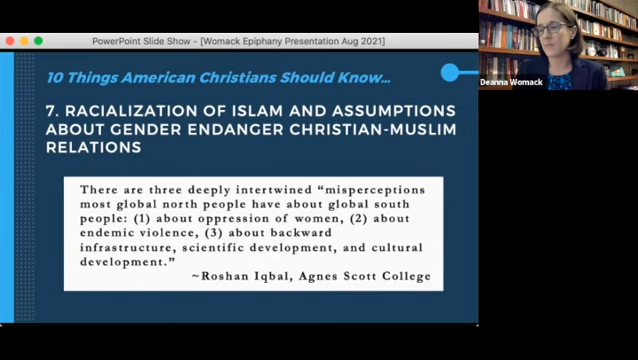 PowerPoint Slide Show - [Womack Epiphany Presentation Aug 2021]
10 Things American Christians Should Know...
Deanna Womack
7. RACIALIZATION OF ISLAM AND ASSUMPTIONS
ABOUT GENDER ENDANGER CHRISTIAN-MUSLIM
RELATIONS
There are three deeply intertwined “misperceptions
most global north people have about global south
people: (1) about oppression of women, (2) about
endemic violence, (3) about backward
infrastructure, scientific development, and cultural
development.”
~Roshan Iqbal, Agnes Scott College